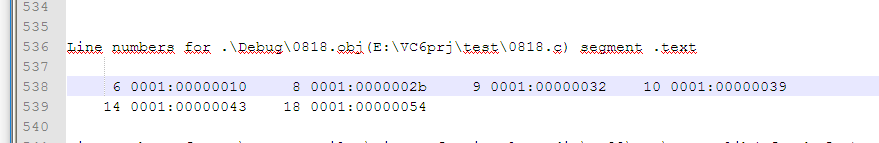 534
535
536 Line numbers for .\Debug\0818.obj(E:\VC6prj\test\0818.c) segment .text
537
538 6 0001:00000010 8 0001:0000002b 9 0001:00000032 10 0001:00000039
539 14 0001:00000043 18 0001:00000054
540